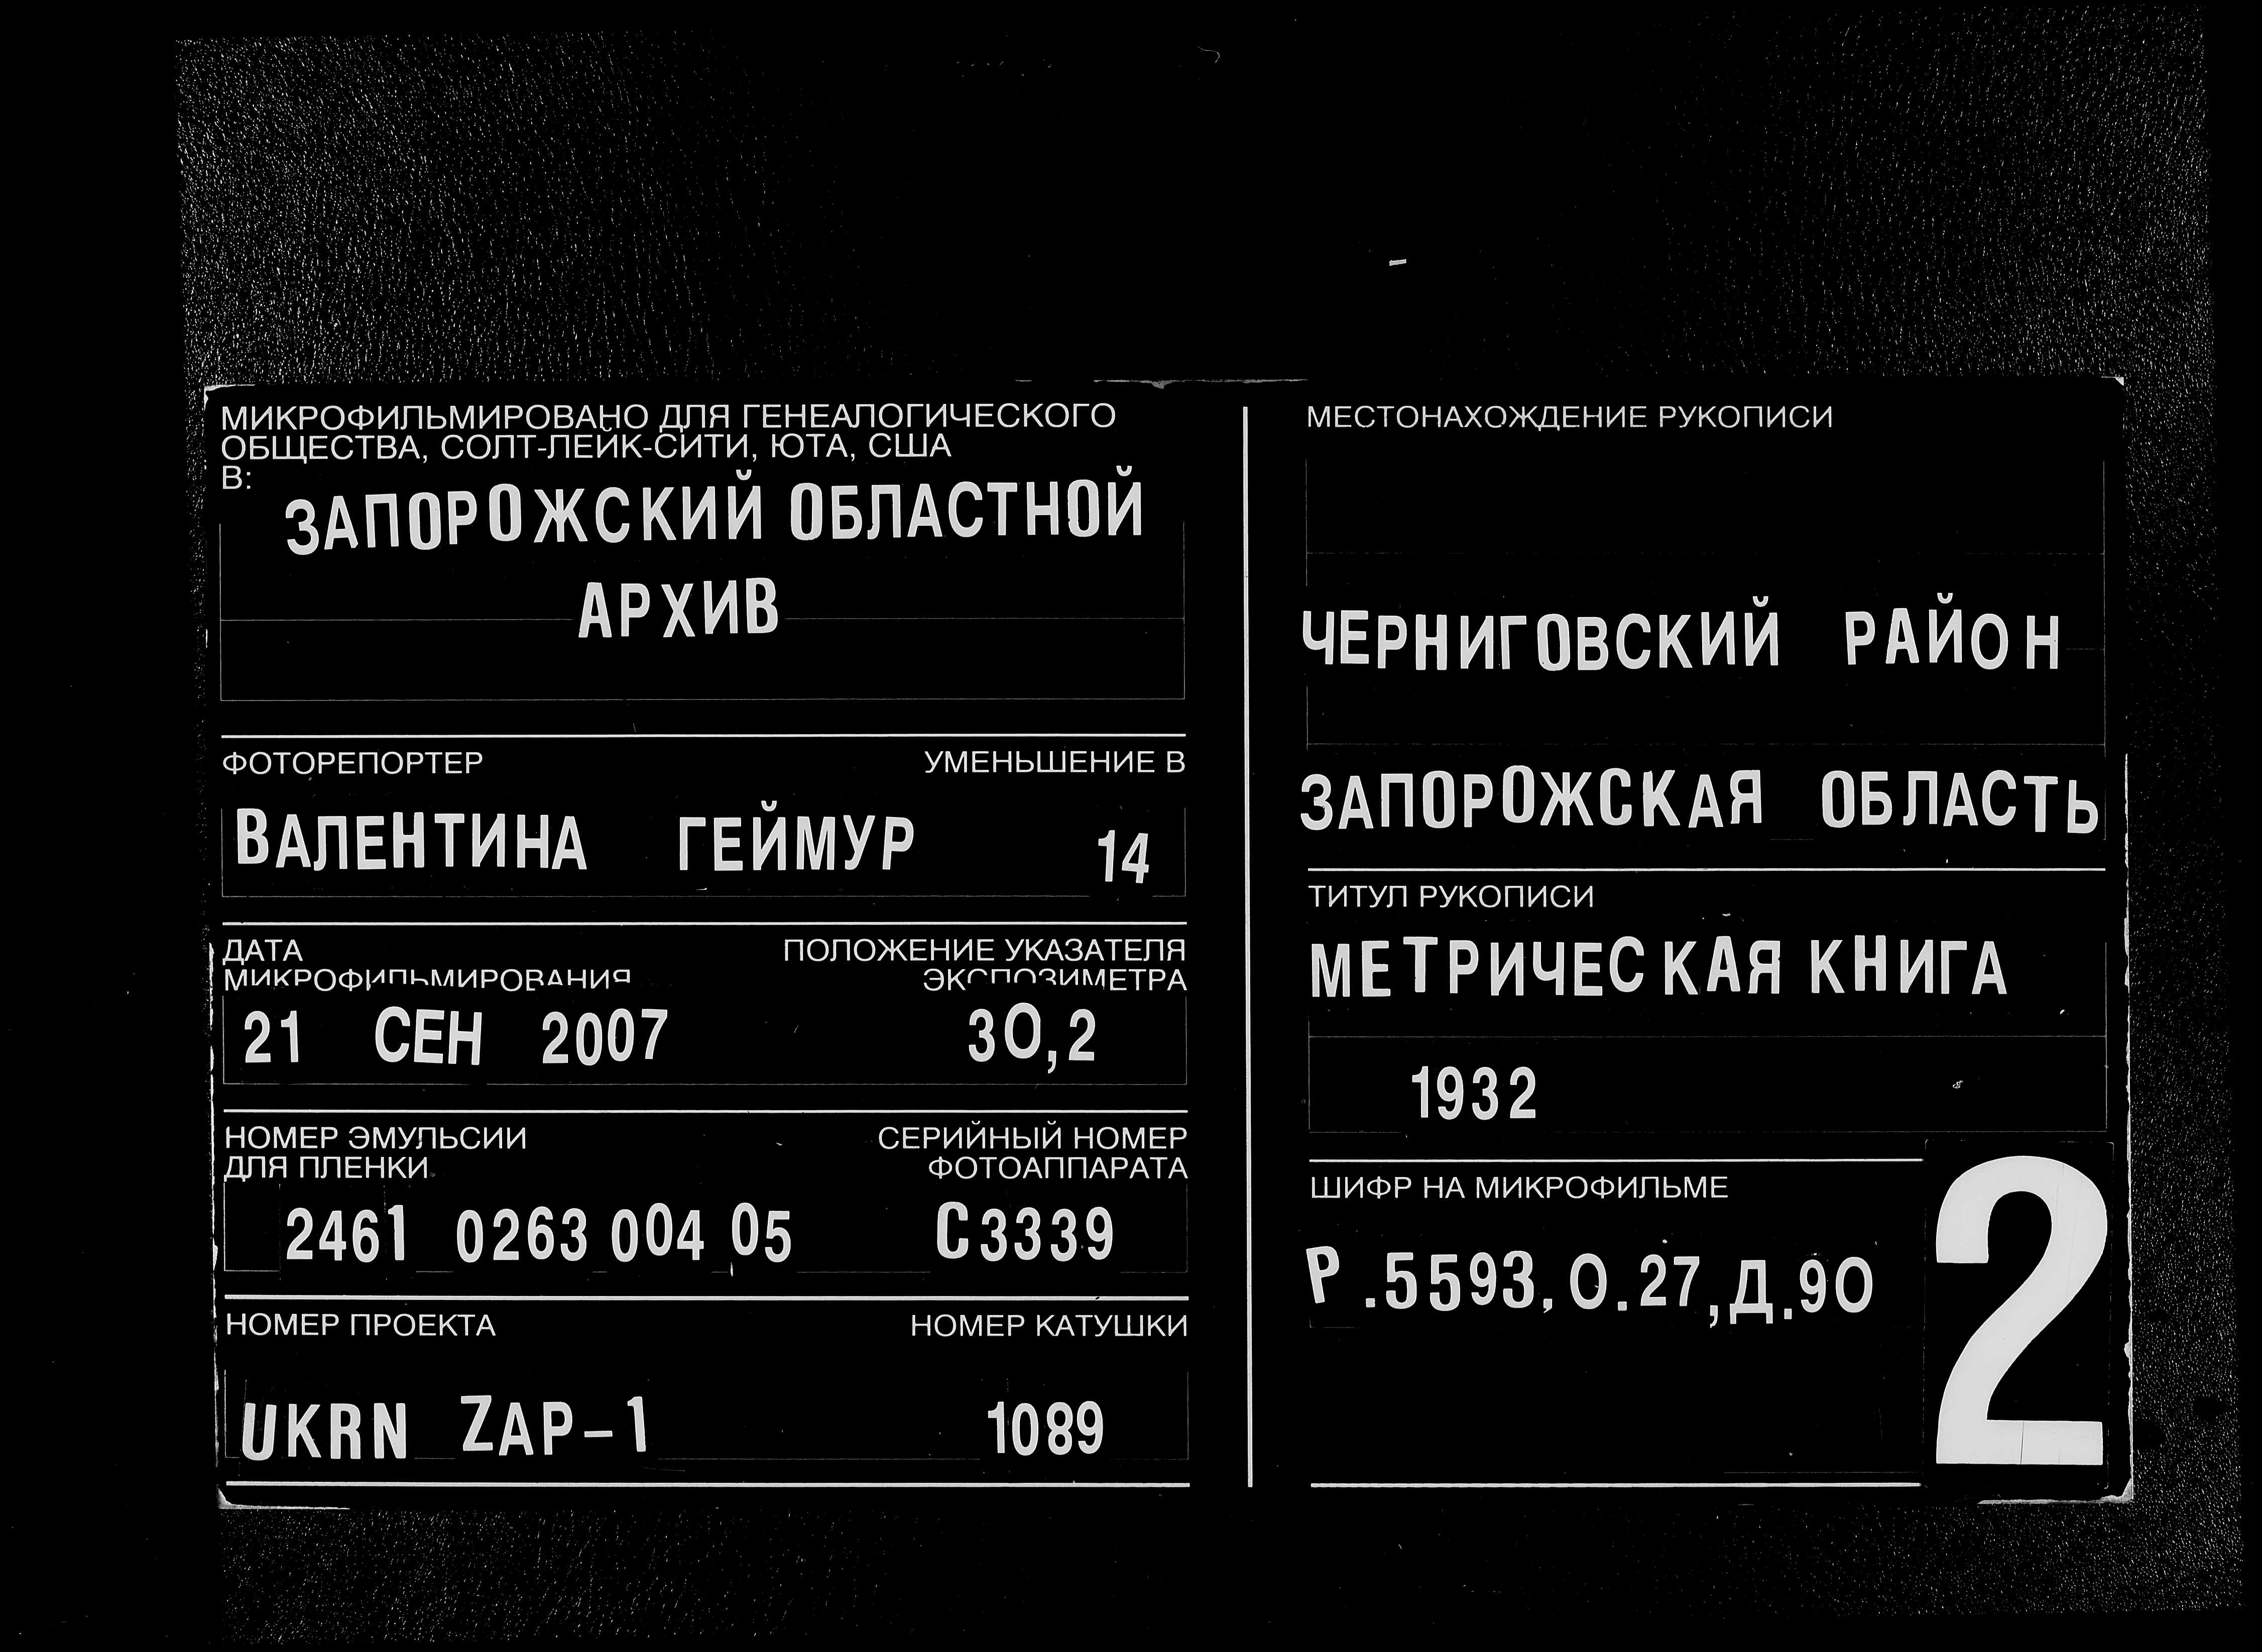 МИКРОФИЛЬМИРОВАНО ДЛЯ ГЕНЕАЛОГИЧЕСКОГО
ОБЩЕСТВА, СОЛТ-ЛЕЙК-СИТИ, ЮТА, США
В:
ЗАПОРОЖСКИЙ ОБЛАСТНОЙ
АРХИВ
ФОТОРЕПОРТЕР УМЕНЬШЕНИЕ В
ВАЛЕНТИНА ГЕЙМУР 14
ДАТА ПОЛОЖЕНИЕ УКАЗАТЕЛЯ
МИКРОФИЛЬМИРОВАНИЯ ЭКСПОЗИМЕТРА
21 СЕН 2007 30,2
НОМЕР ЭМУЛЬСИИ СЕРИЙНЫЙ НОМЕР
ДЛЯ ПЛЕНКИ ФОТОАППАРАТА
2461 0263 004 05 С3339
НОМЕР ПРОЕКТА НОМЕР КАТУШКИ
UKRN ZAP-1 1089
МЕСТОНАХОЖДЕНИЕ РУКОПИСИ
ЧЕРНИГОВСКИЙ РАЙОН
ЗАПОРОЖСКАЯ ОБЛАСТЬ
ТИТУЛ РУКОПИСИ
МЕТРИЧЕСКАЯ КНИГА
1932
ШИФР НА МИКРОФИЛЬМЕ
Р.5593, О.27, Д.90
2